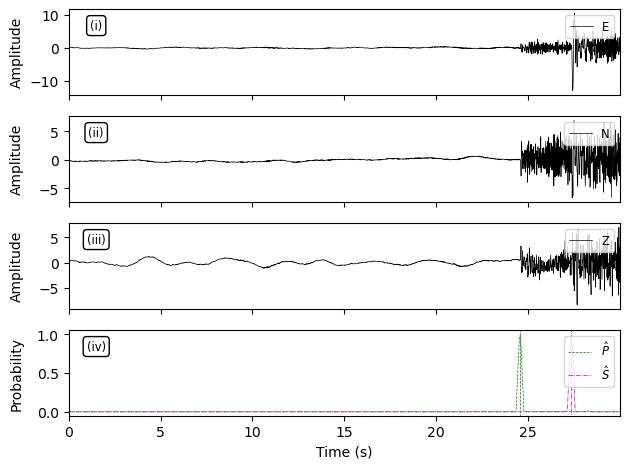 Amplitude
10
0
−10
(i)
E
Amplitude
5
0
−5
(ii)
N
Amplitude
5
0
−5
(iii)
Z
Probability
1.0
0.5
0.0
(iv)
P̂
Ŝ
0 5 10 15 20 25
Time (s)